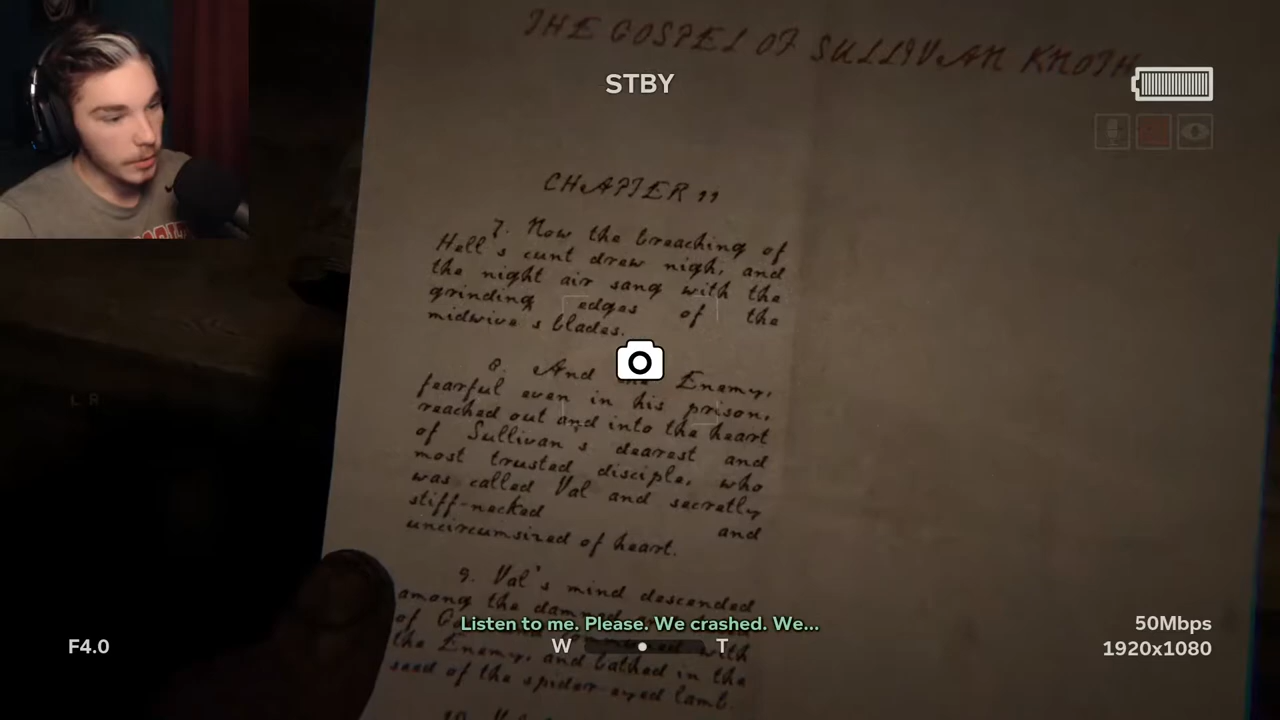 THE GOSPEL OF SULLIVAN KNOTH
STBY
CHAPTER 11
7. Now the breaching of
Hell's cunt drew nigh, and
the night air sang with the
grinding edges of the
midwive's blades.
8. And the Enemy,
fearful even in his prison,
reached out and into the heart
of Sullivan's dearest and
most trusted disciple, who
was called Val and secretly
stiff-necked and
uncircumsized of heart.
9. Val's mind descended
among the damned
of
the Enemy, and bathed in the
seed of the spider-eyed lamb.
Listen to me. Please. We crashed. We...
F4.0
W
T
50Mbps
1920x1080
L R